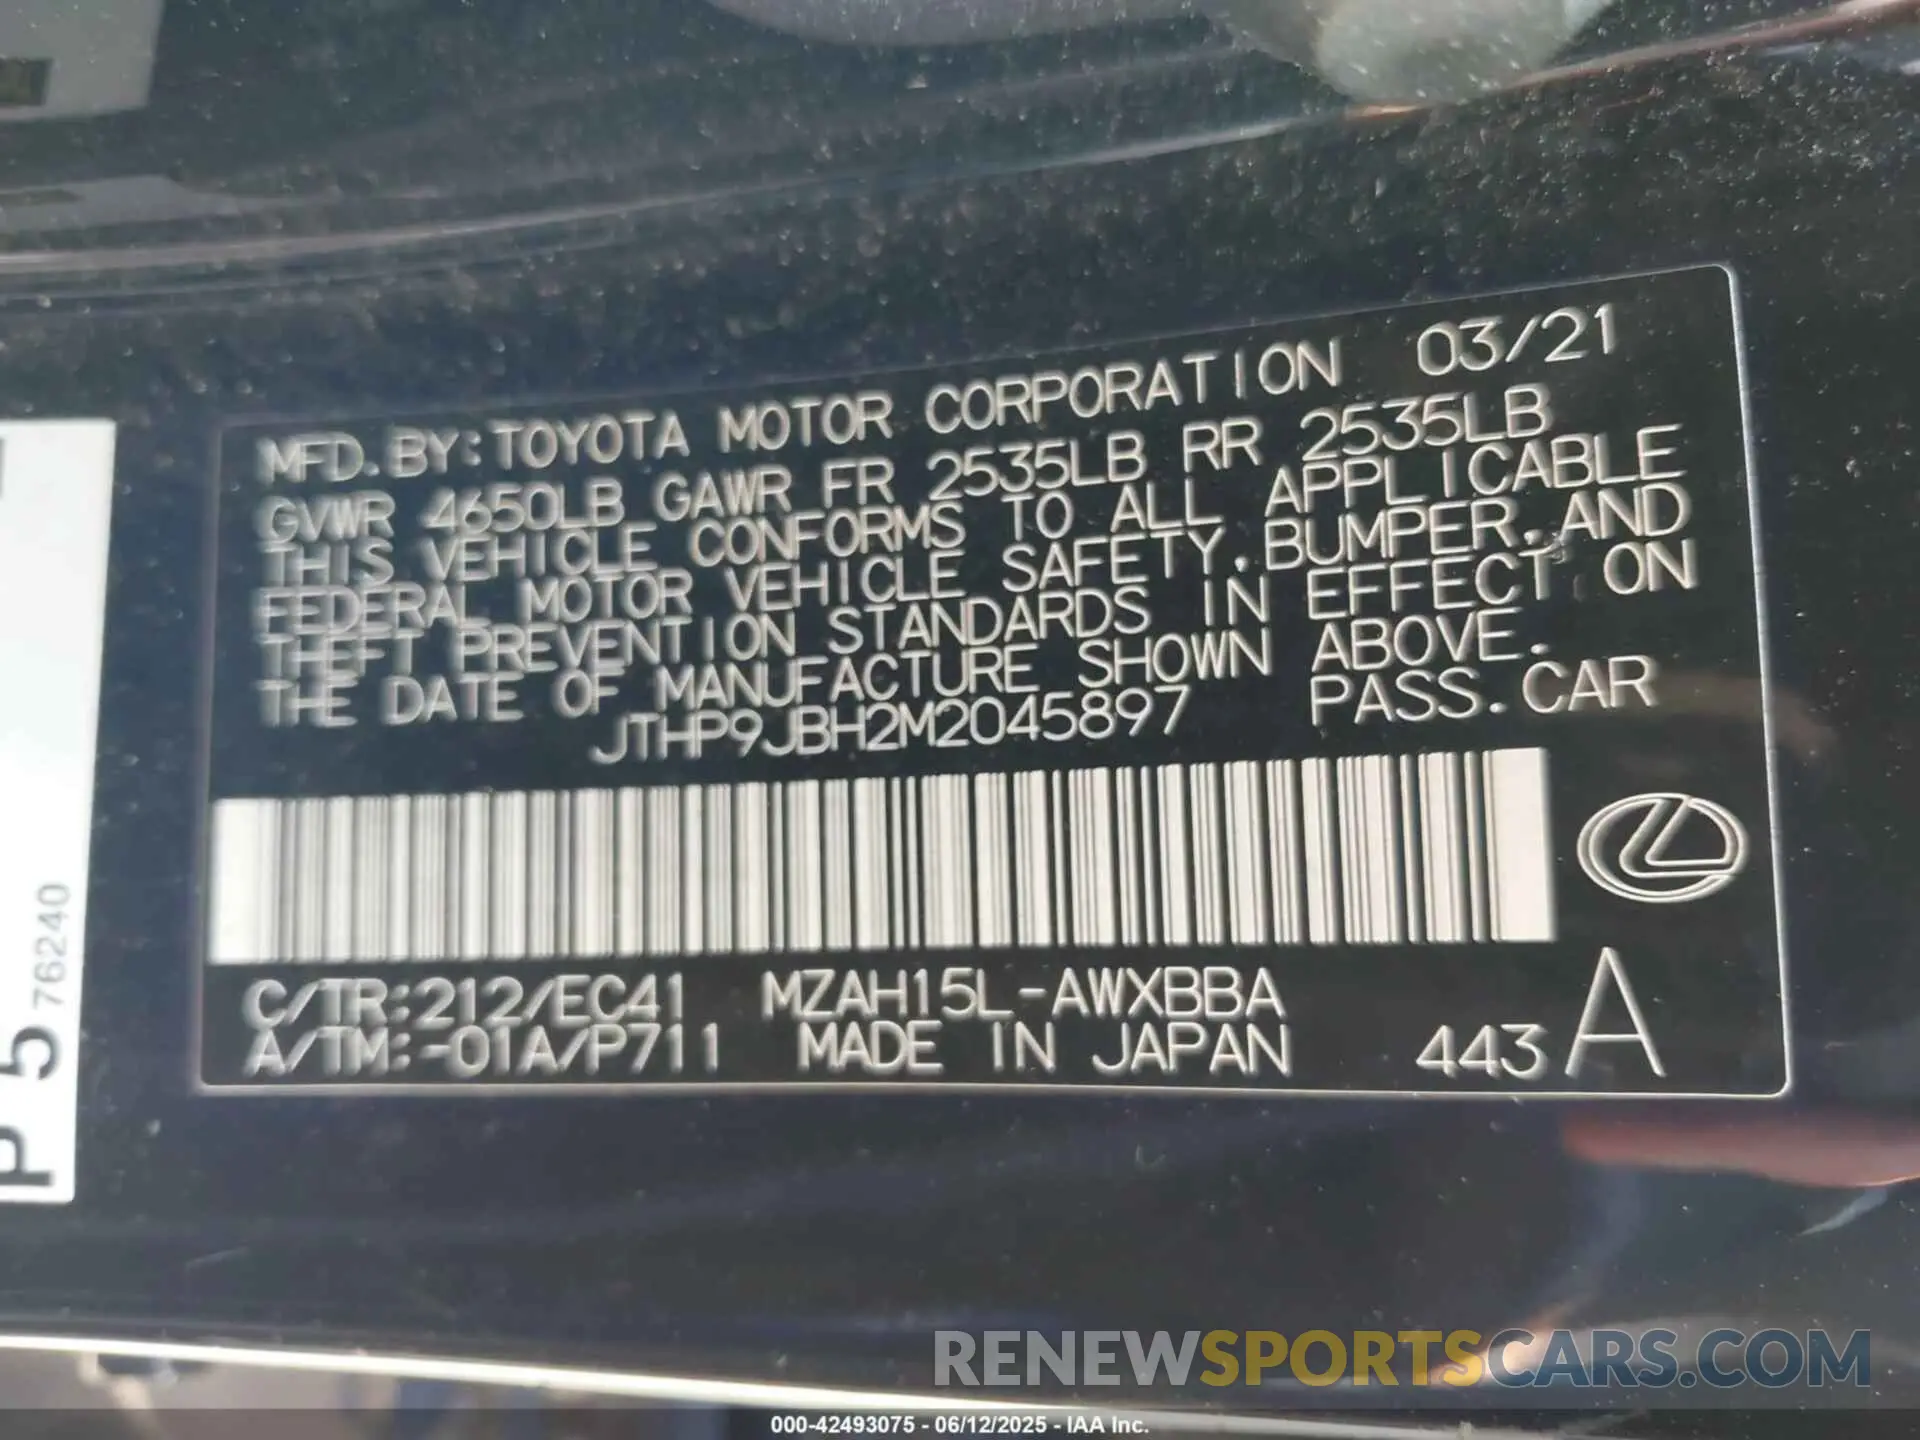 MFD. BY: TOYOTA MOTOR CORPORATION 03/21
GVWR 4650LB GAWR FR 2535LB RR 2535LB
THIS VEHICLE CONFORMS TO ALL APPLICABLE
FEDERAL MOTOR VEHICLE SAFETY, BUMPER, AND
THEFT PREVENTION STANDARDS IN EFFECT ON
THE DATE OF MANUFACTURE SHOWN ABOVE.
JTHP9JBH2M2045897 PASS. CAR
C/TR: 212/EC41 MZAH15L-AWXBBA
A/TM: -01A/P711 MADE IN JAPAN 443 A
P 5
76240
RENEWSPORTSCARS.COM
000-42493075 - 06/12/2025 - IAA Inc.